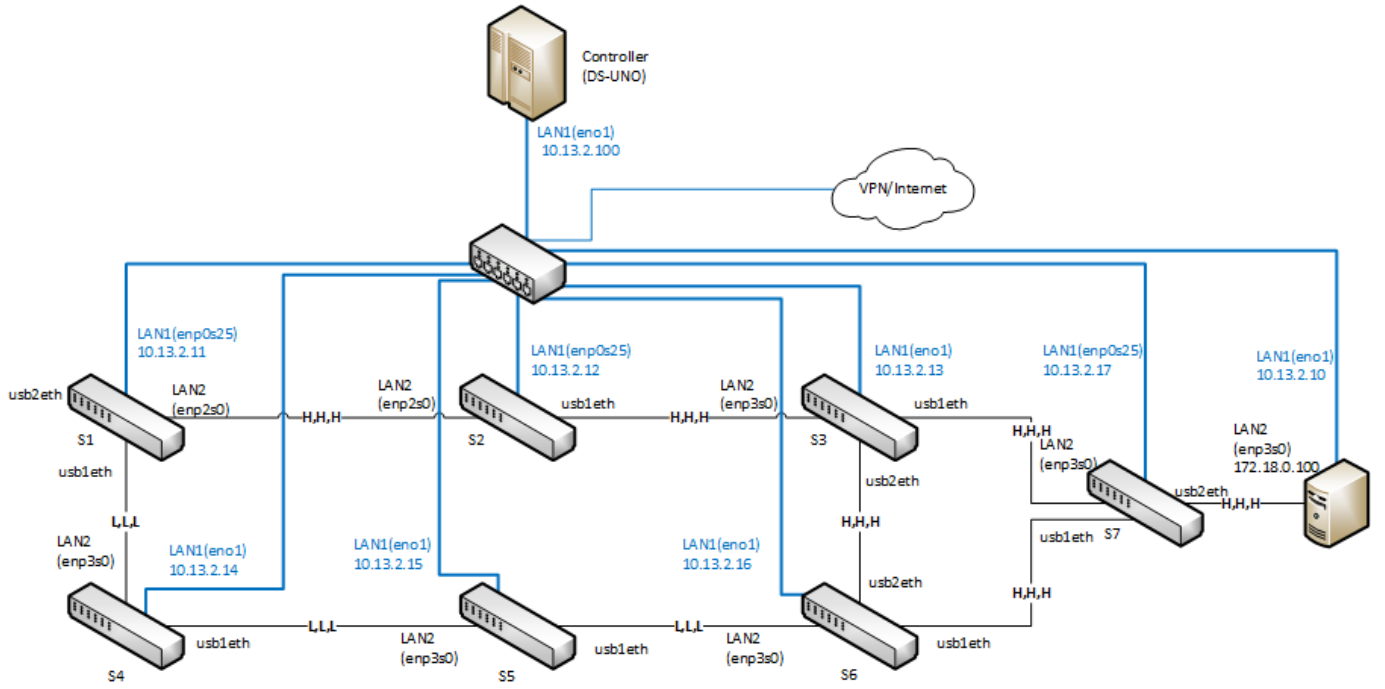 Controller
(DS-UNO)
LAN1(eno1)
10.13.2.100
VPN/Internet
LAN1(enp0s25)
10.13.2.11
LAN1(enp0s25)
10.13.2.12
LAN1(eno1)
10.13.2.13
LAN1(enp0s25)
10.13.2.17
LAN1(eno1)
10.13.2.10
usb2eth
LAN2
(enp2s0)
H,H,H
LAN2
(enp2s0)
usb1eth
H,H,H
LAN2
(enp3s0)
usb1eth
H,H,H
LAN2
(enp3s0)
LAN2
(enp3s0)
172.18.0.100
S1
S2
S3
usb1eth
usb2eth
usb2eth
H,H,H
L,L,L
H,H,H
usb1eth
S7
LAN2
(enp3s0)
LAN1(eno1)
10.13.2.14
LAN1(eno1)
10.13.2.15
LAN1(eno1)
10.13.2.16
usb2eth
H,H,H
L,L,L
usb1eth
LAN2
(enp3s0)
L,L,L
usb1eth
LAN2
(enp3s0)
usb1eth
S4
S5
S6